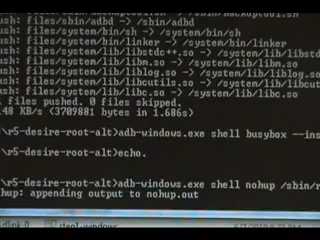 ush: files/sbin/adbd -> /sbin/adbd
ush: files/system/bin/sh -> /system/bin/sh
ush: files/system/bin/linker -> /system/bin/linker
ush: files/system/lib/libstdc++.so -> /system/lib/
ush: files/system/lib/libm.so -> /system/lib/libm.so
ush: files/system/lib/liblog.so -> /system/lib/liblog
ush: files/system/lib/libcutils.so -> /system/lib/libcut
ush: files/system/lib/libc.so -> /system/lib/libc.so
files pushed. 0 files skipped.
48 KB/s (3709881 bytes in 1.686s)
\r5-desire-root-alt>adb-windows.exe shell busybox --ins
\r5-desire-root-alt>echo.
\r5-desire-root-alt>adb-windows.exe shell nohup /sbin/r
hup: appending output to nohup.out
step1-windows